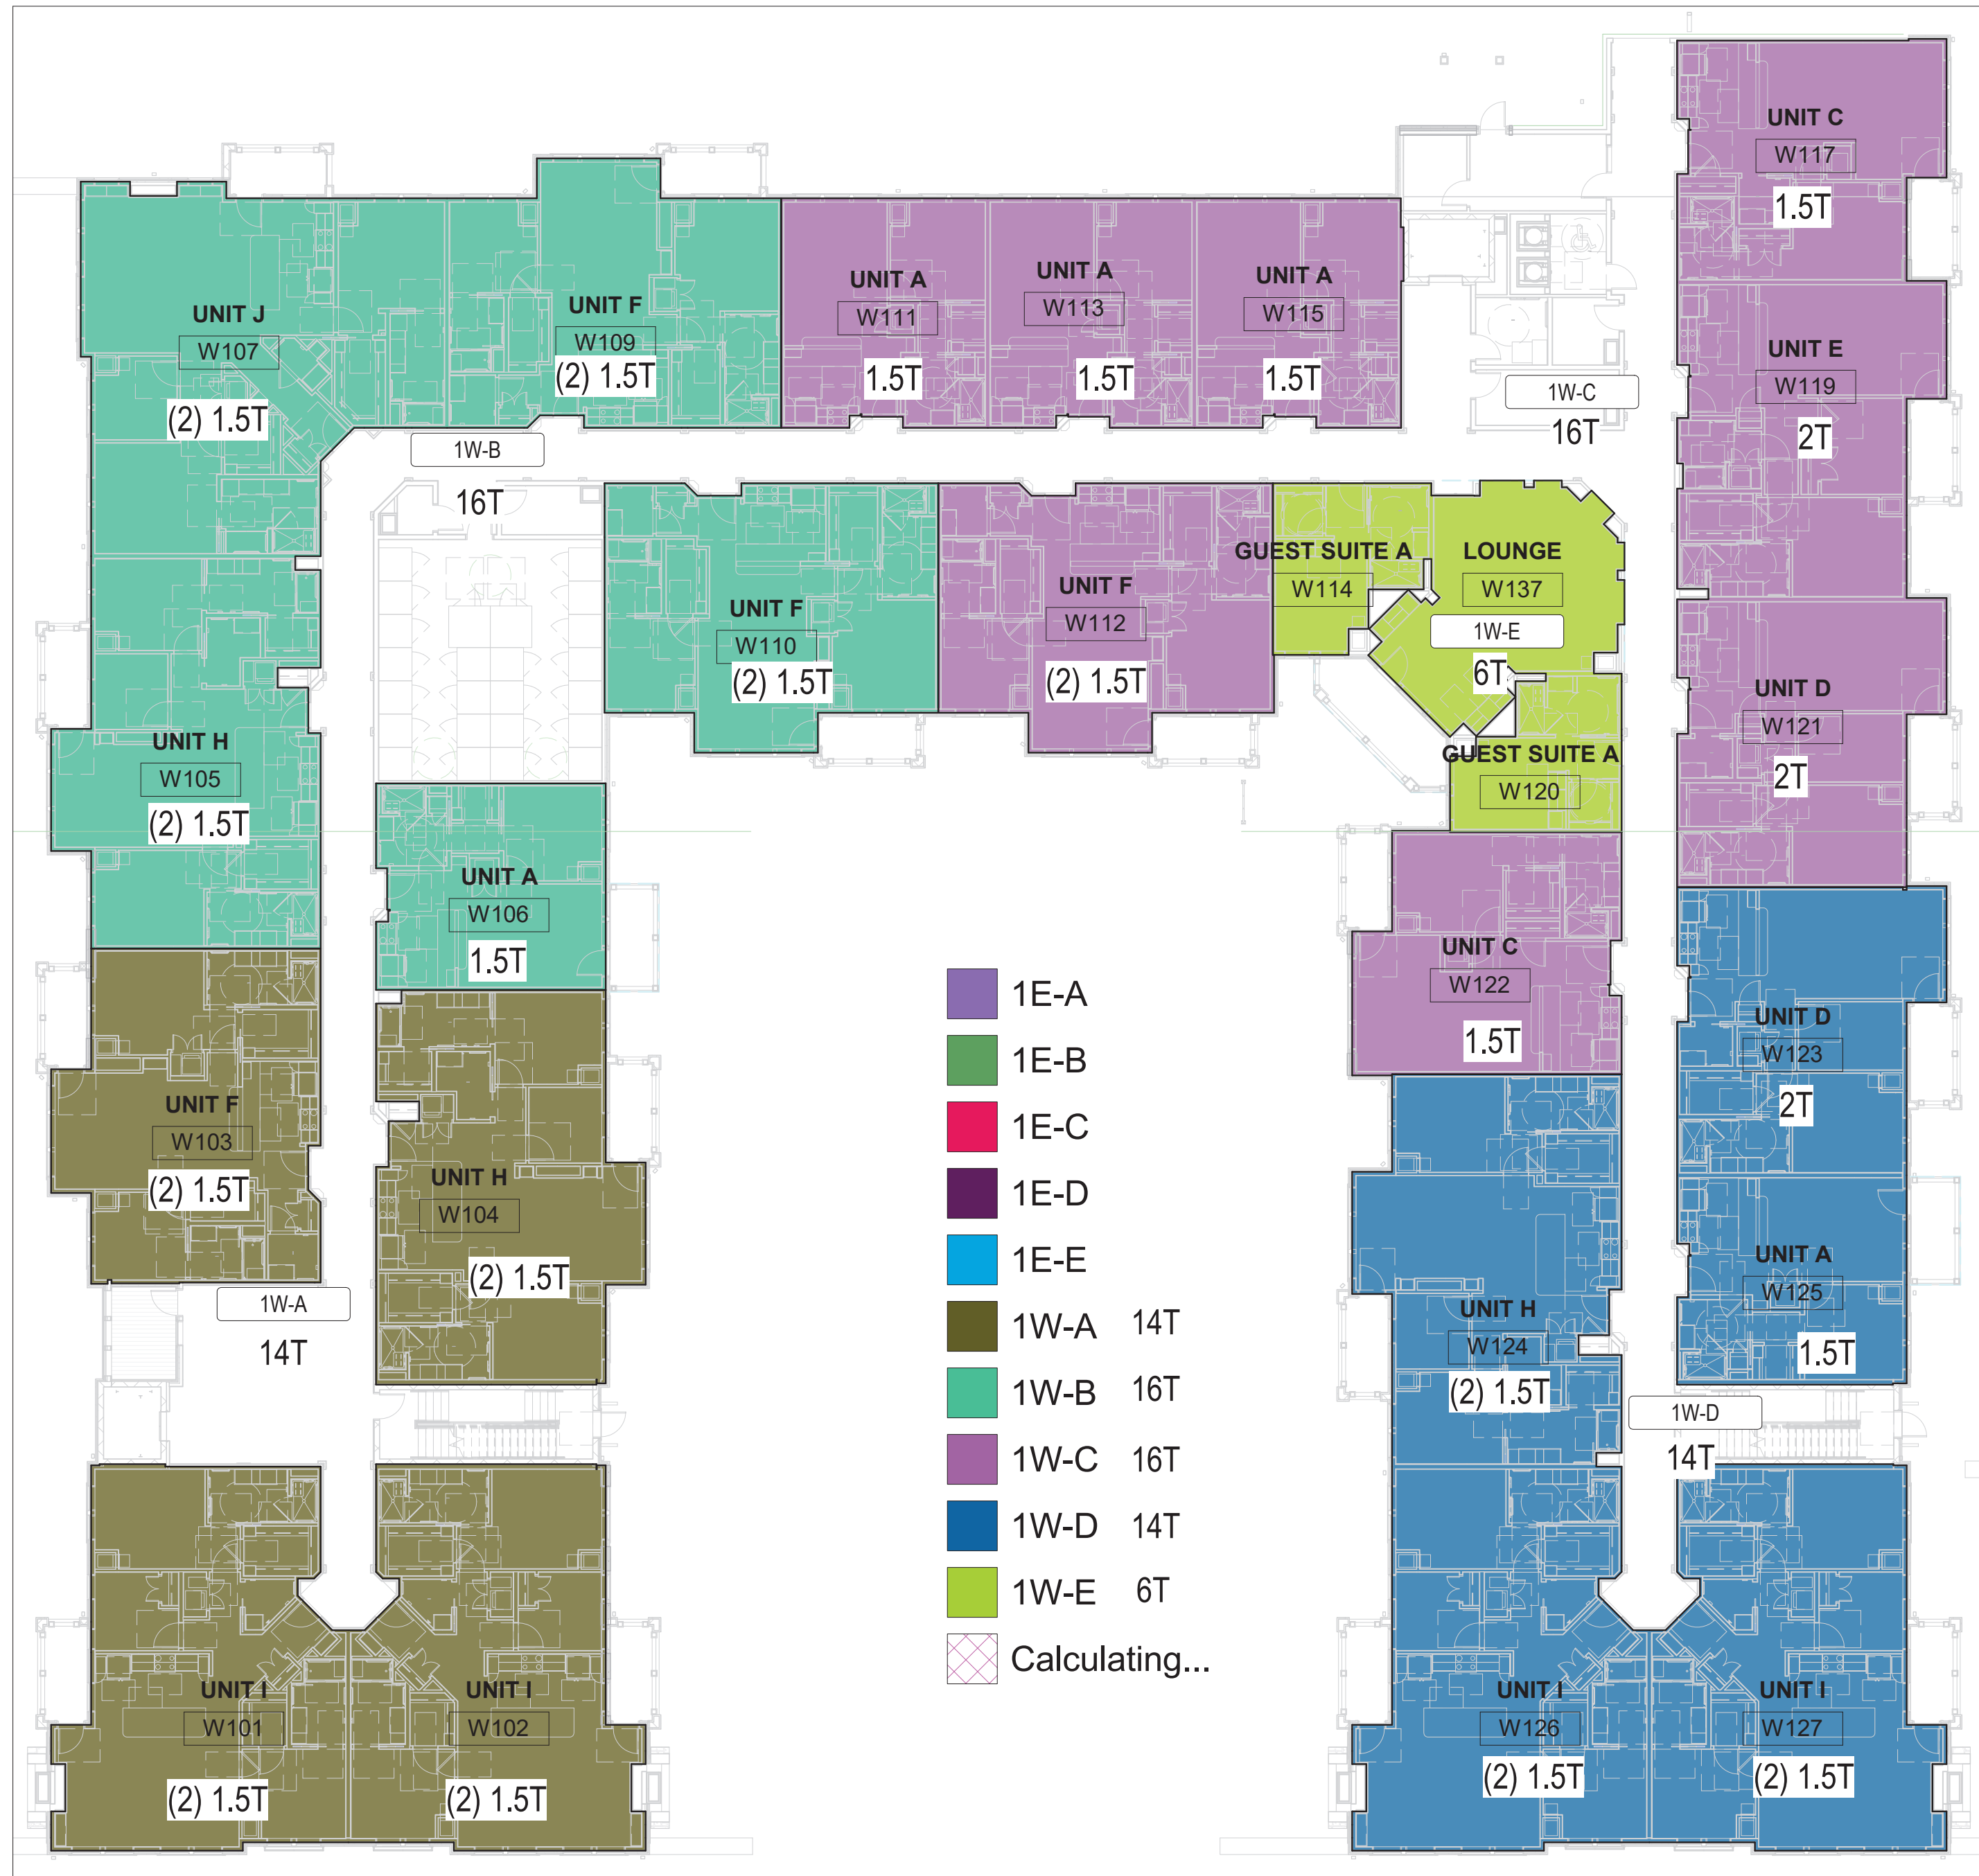 UNIT C
W117
1.5T
UNIT J
W107
(2) 1.5T
UNIT F
W109
(2) 1.5T
UNIT A
W111
1.5T
UNIT A
W113
1.5T
UNIT A
W115
1.5T
1W-C
16T
UNIT E
W119
2T
1W-B
16T
UNIT F
W110
(2) 1.5T
UNIT F
W112
(2) 1.5T
GUEST SUITE A
W114
LOUNGE
W137
1W-E
6T
GUEST SUITE A
W120
UNIT D
W121
2T
UNIT H
W105
(2) 1.5T
UNIT A
W106
1.5T
UNIT C
W122
1.5T
UNIT D
W123
2T
UNIT F
W103
(2) 1.5T
UNIT H
W104
(2) 1.5T
1W-A
14T
UNIT H
W124
(2) 1.5T
UNIT A
W125
1.5T
1W-D
14T
1E-A
1E-B
1E-C
1E-D
1E-E
1W-A 14T
1W-B 16T
1W-C 16T
1W-D 14T
1W-E 6T
Calculating...
UNIT I
W101
(2) 1.5T
UNIT I
W102
(2) 1.5T
UNIT I
W126
(2) 1.5T
UNIT I
W127
(2) 1.5T